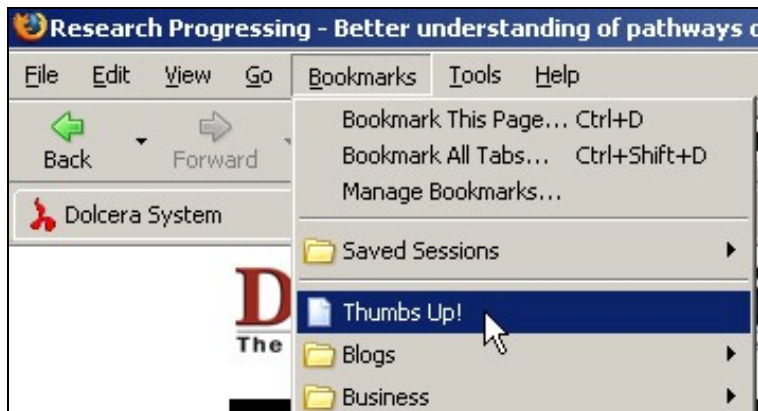 Research Progressing - Better understanding of pathways
File Edit View Go Bookmarks Tools Help
Bookmark This Page... Ctrl+D
Back Forward
Bookmark All Tabs... Ctrl+Shift+D
Manage Bookmarks...
Dolcera System
Saved Sessions
D
Thumbs Up!
The
Blogs
Business